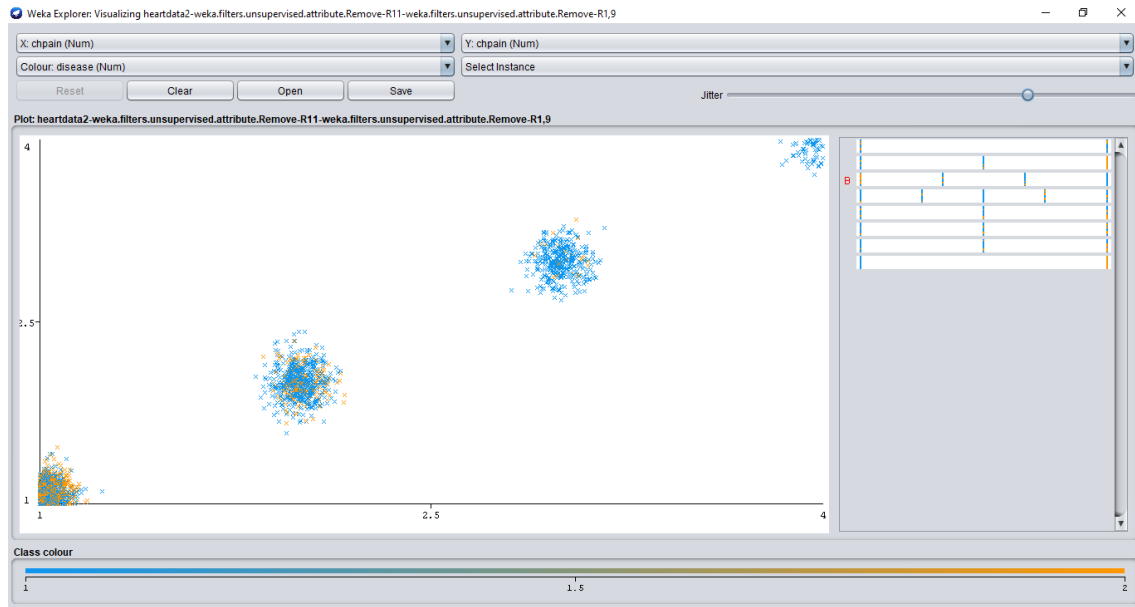 Weka Explorer: Visualizing heartdata2-weka.filters.unsupervised.attribute.Remove-R11-weka.filters.unsupervised.attribute.Remove-R1,9
X: chpain (Num) Y: chpain (Num)
Colour: disease (Num) Select Instance
Reset Clear Open Save Jitter
Plot: heartdata2-weka.filters.unsupervised.attribute.Remove-R11-weka.filters.unsupervised.attribute.Remove-R1,9
4
B
2.5
1
1 2.5 4
Class colour
1 1.5 2